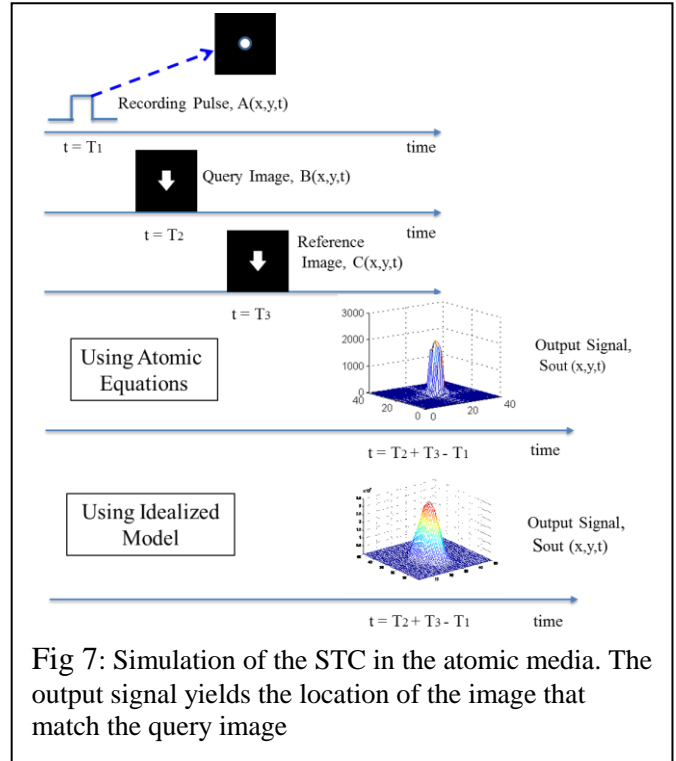 Recording Pulse, A(x,y,t)
t = T1
time
Query Image, B(x,y,t)
t = T2
time
Reference
Image, C(x,y,t)
t = T3
time
3000
2000
1000
0
40
20
0
0
20
40
Using Atomic
Equations
Output Signal,
Sout (x,y,t)
t = T2 + T3 - T1
time
Using Idealized
Model
Output Signal,
Sout (x,y,t)
t = T2 + T3 - T1
time
Fig 7: Simulation of the STC in the atomic media. The
output signal yields the location of the image that
match the query image